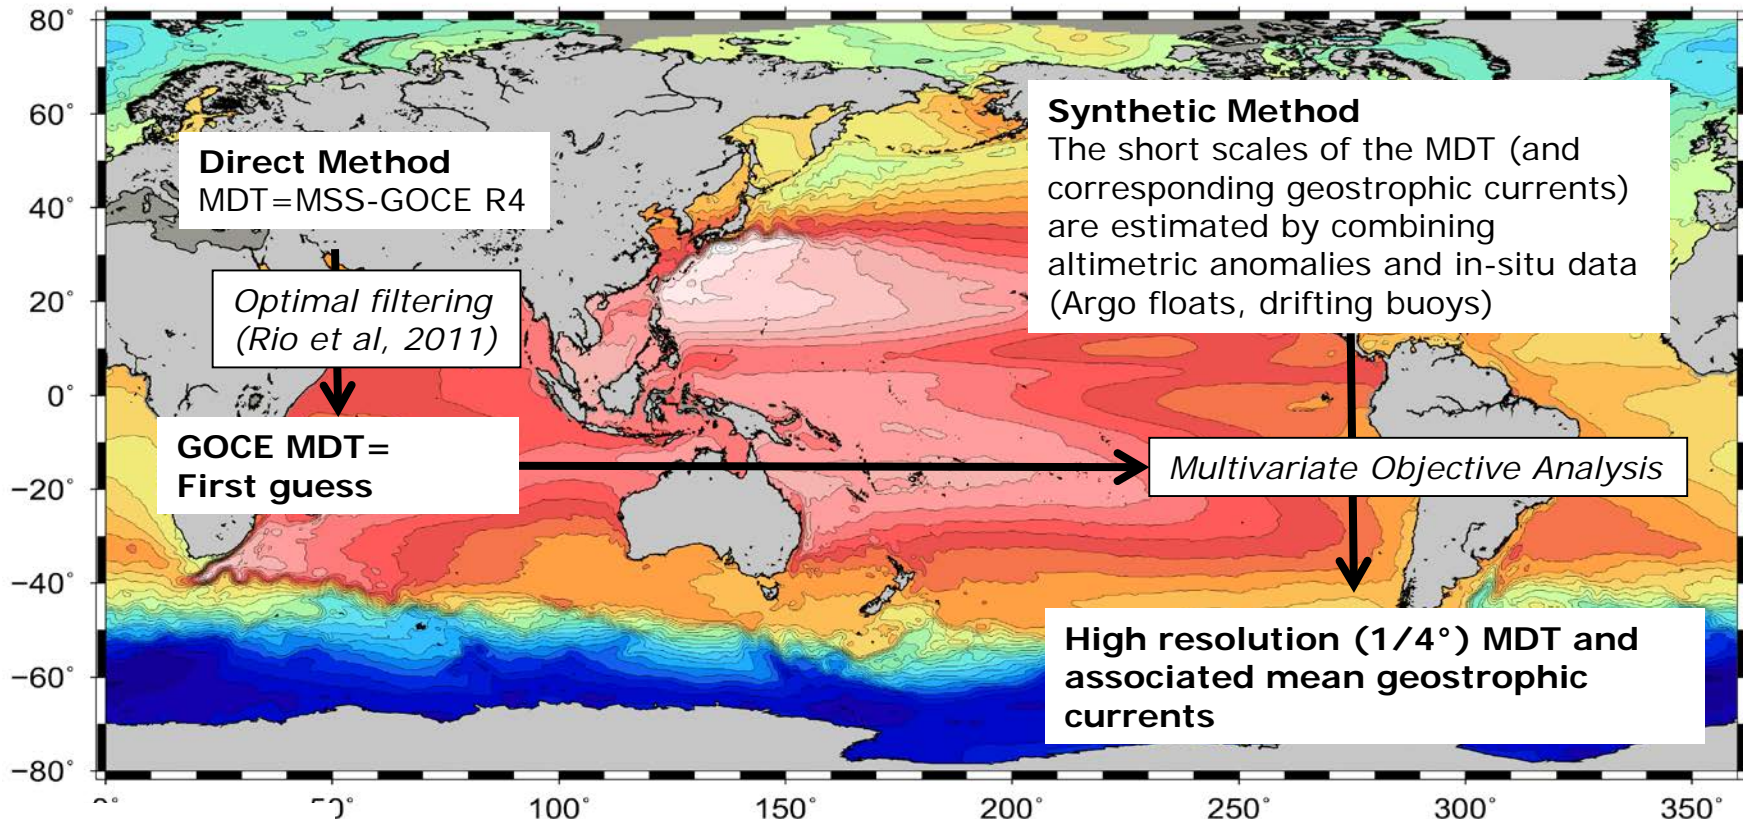 80°
60°
40°
20°
0°
−20°
−40°
−60°
−80°
Direct Method
MDT=MSS-GOCE R4
Optimal filtering
(Rio et al, 2011)
GOCE MDT=
First guess
Synthetic Method
The short scales of the MDT (and
corresponding geostrophic currents)
are estimated by combining
altimetric anomalies and in-situ data
(Argo floats, drifting buoys)
Multivariate Objective Analysis
High resolution (1/4°) MDT and
associated mean geostrophic
currents
0° 50° 100° 150° 200° 250° 300° 350°